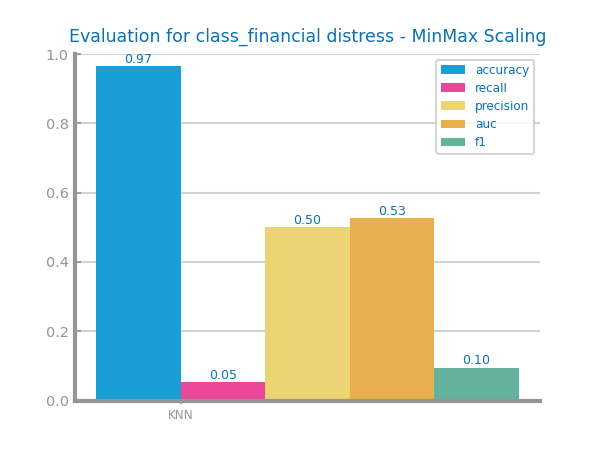 Evaluation for class_financial distress - MinMax Scaling
1.0
0.8
0.6
0.4
0.2
0.0
0.97
0.05
0.50
0.53
0.10
accuracy
recall
precision
auc
f1
KNN